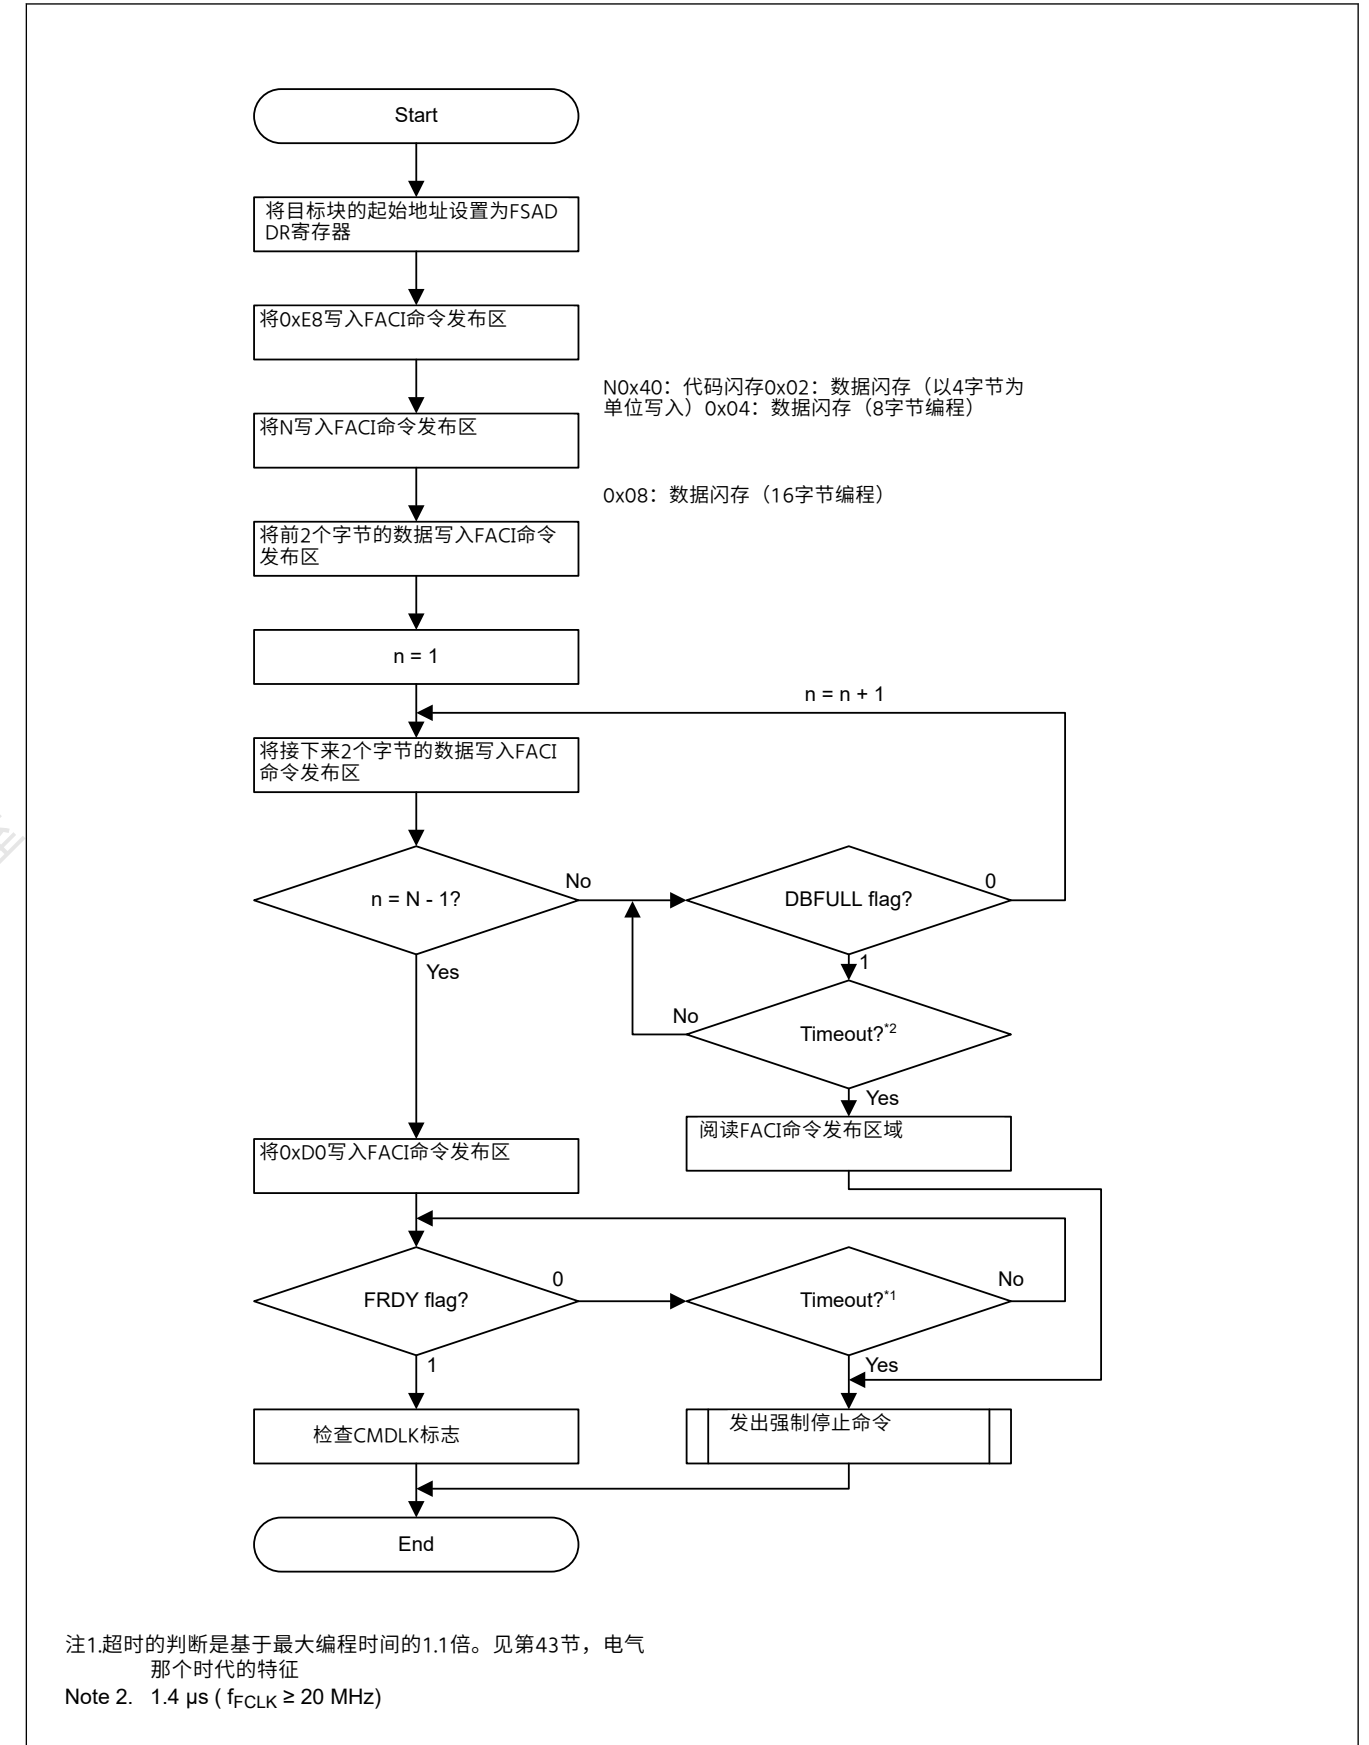 Start
将目标块的起始地址设置为FSAD
DR寄存器
将0xE8写入FACI命令发布区
N0x40：代码闪存0x02：数据闪存（以4字节为
单位写入）0x04：数据闪存（8字节编程）
将N写入FACI命令发布区
0x08：数据闪存（16字节编程）
将前2个字节的数据写入FACI命令
发布区
n = 1
n = n + 1
将接下来2个字节的数据写入FACI
命令发布区
n = N - 1?
No
DBFULL flag?
0
Yes
1
No
Timeout?*2
Yes
阅读FACI命令发布区域
将0xD0写入FACI命令发布区
FRDY flag?
0
Timeout?*1
No
1
Yes
检查CMDLK标志
发出强制停止命令
End
注1.超时的判断是基于最大编程时间的1.1倍。见第43节，电气
那个时代的特征
Note 2. 1.4 μs ( fFCLK ≥ 20 MHz)